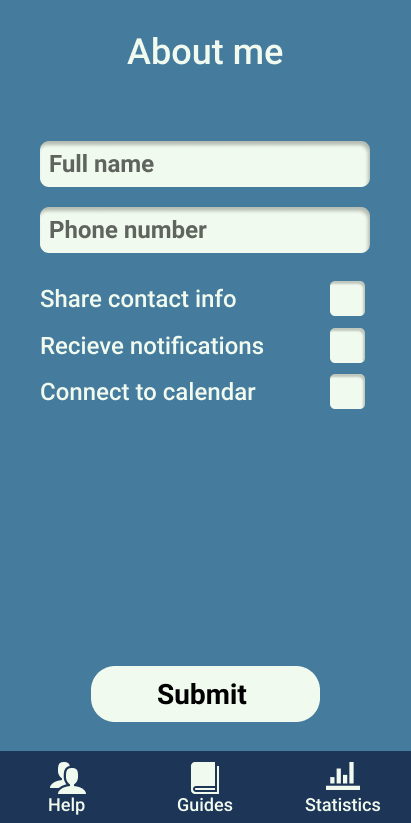 About me
Full name
Phone number
Share contact info
Recieve notifications
Connect to calendar
Submit
Help
Guides
Statistics